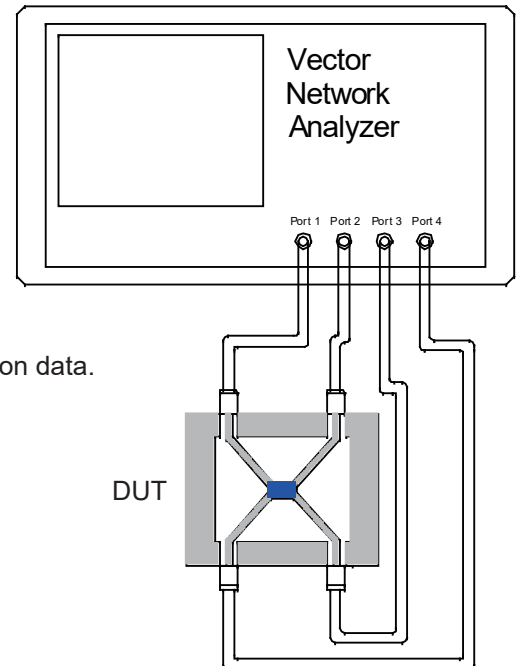 Vector
Network
Analyzer
Port 1 Port 2 Port 3 Port 4
on data.
DUT